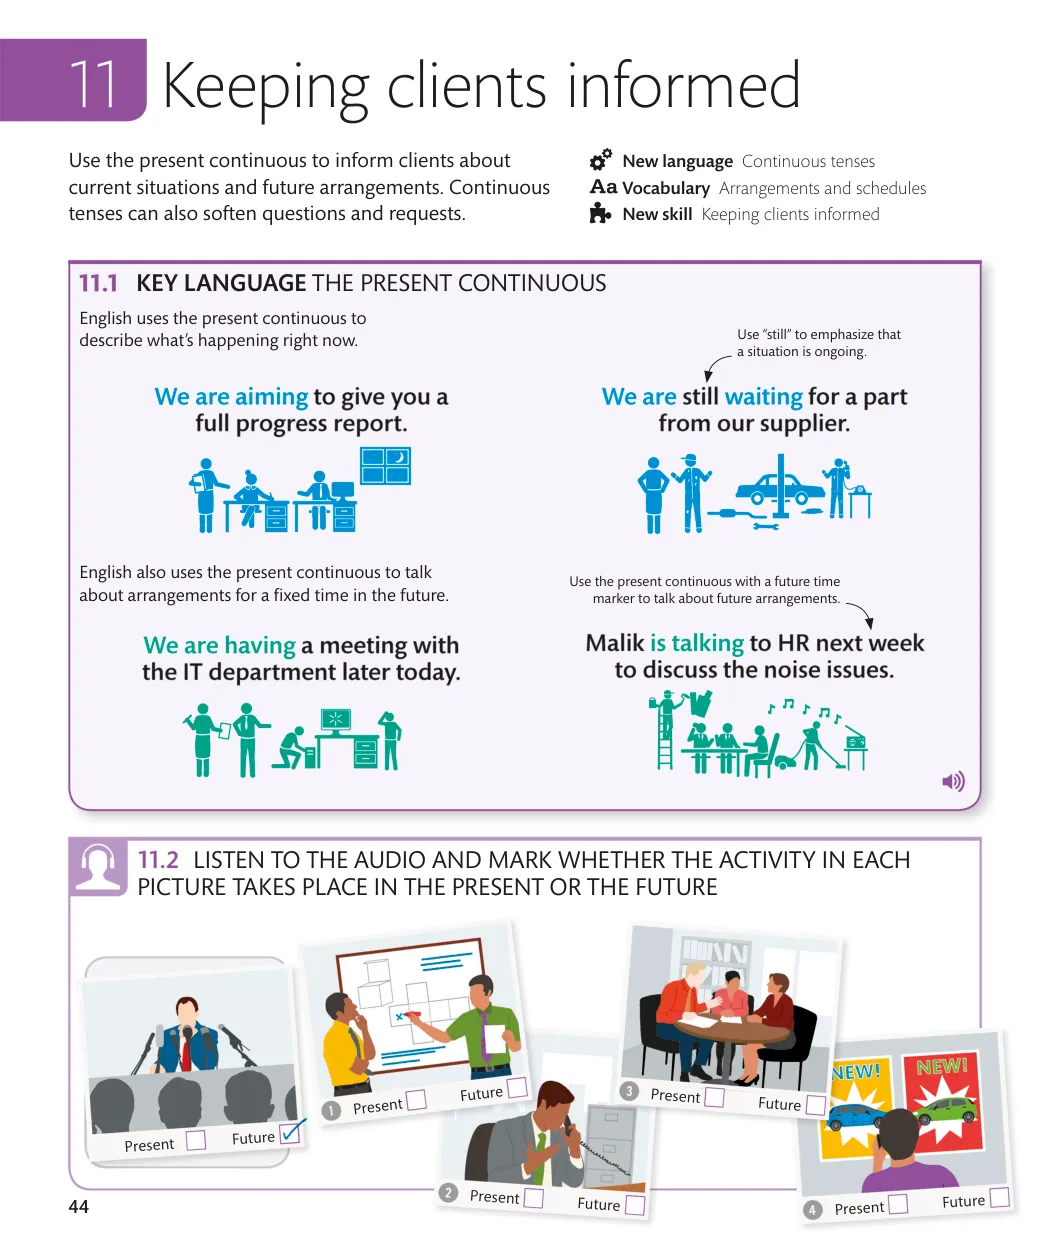 11 Keeping clients informed
Use the present continuous to inform clients about
current situations and future arrangements. Continuous
tenses can also soften questions and requests.
New language Continuous tenses
Aa Vocabulary Arrangements and schedules
New skill Keeping clients informed
11.1 KEY LANGUAGE THE PRESENT CONTINUOUS
English uses the present continuous to
describe what's happening right now.
We are aiming to give you a
full progress report.
Use “still” to emphasize that
a situation is ongoing.
We are still waiting for a part
from our supplier.
English also uses the present continuous to talk
about arrangements for a fixed time in the future.
We are having a meeting with
the IT department later today.
Use the present continuous with a future time
marker to talk about future arrangements.
Malik is talking to HR next week
to discuss the noise issues.
11.2 LISTEN TO THE AUDIO AND MARK WHETHER THE ACTIVITY IN EACH
PICTURE TAKES PLACE IN THE PRESENT OR THE FUTURE
Present Future
1 Present Future
2 Present Future
3 Present Future
NEW! NEW!
4 Present Future
44